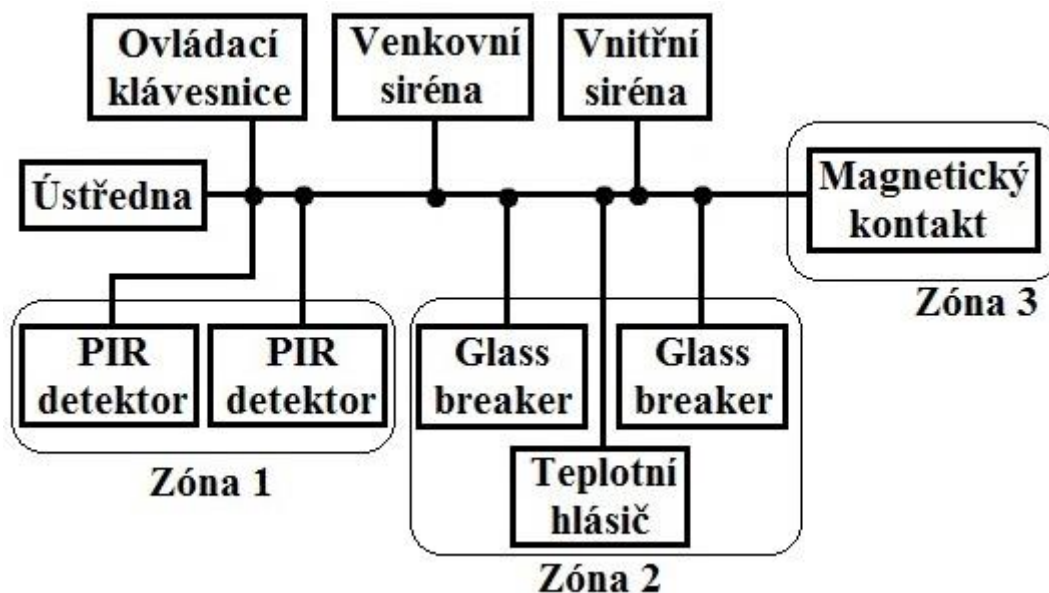 Ovládací
klávesnice
Venkovní
siréna
Vnitřní
siréna
Ústředna
Magnetický
kontakt
Zóna 3
PIR
detektor
PIR
detektor
Zóna 1
Glass
breaker
Glass
breaker
Teplotní
hlásič
Zóna 2